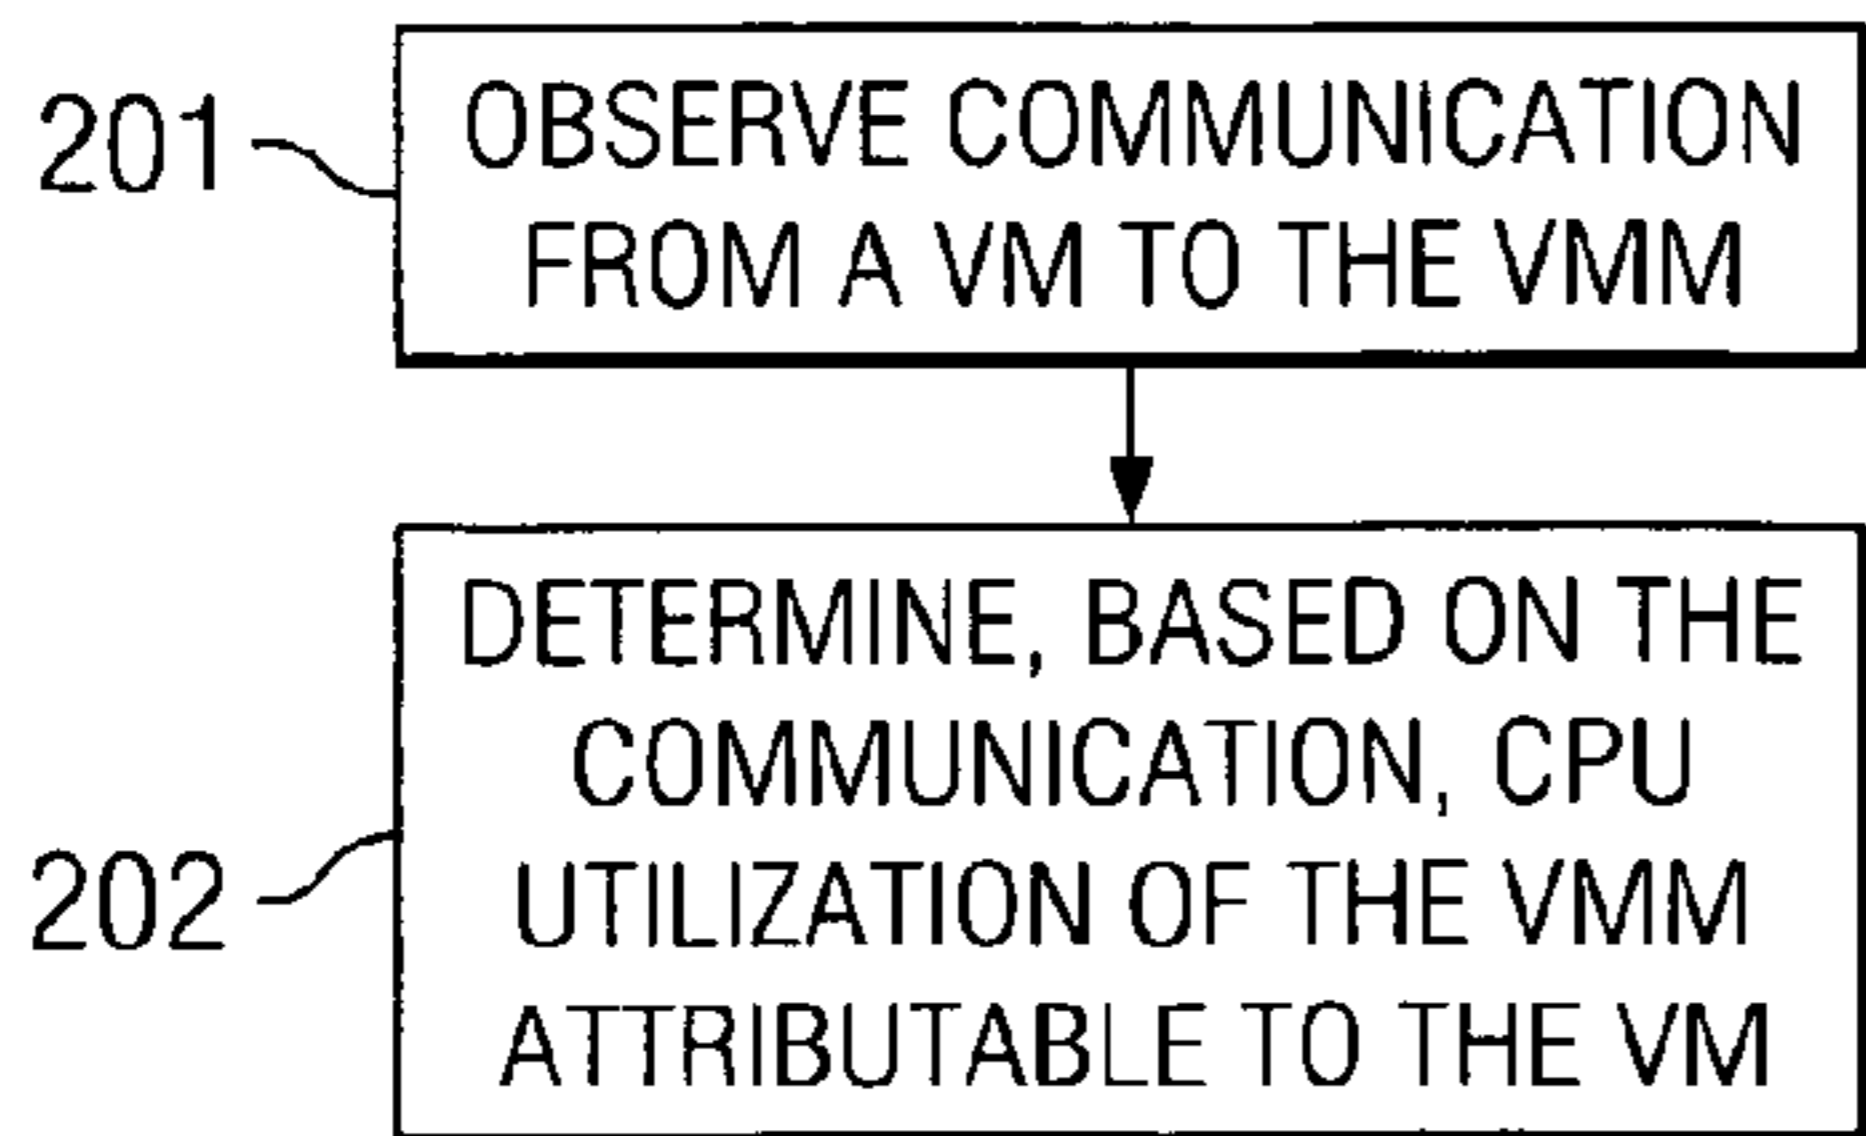 201
OBSERVE COMMUNICATION
FROM A VM TO THE VMM
202
DETERMINE, BASED ON THE
COMMUNICATION, CPU
UTILIZATION OF THE VMM
ATTRIBUTABLE TO THE VM